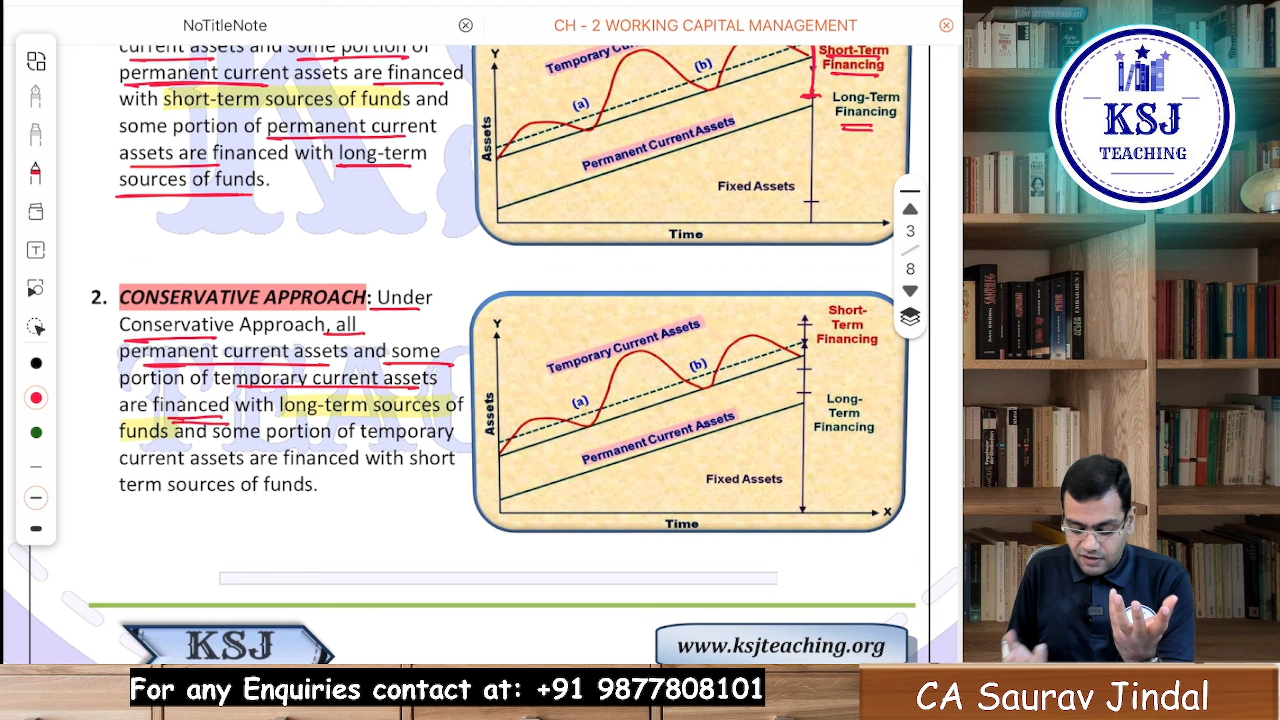 NoTitleNote
CH - 2 WORKING CAPITAL MANAGEMENT
current assets and some portion of
permanent current assets are financed
with short-term sources of funds and
some portion of permanent current
assets are financed with long-term
sources of funds.
Y
Assets
(a)
(b)
Permanent Current Assets
Fixed Assets
Time
Short-Term
Financing
Long-Term
Financing
3
8
2. CONSERVATIVE APPROACH: Under
Conservative Approach, all
permanent current assets and some
portion of temporary current assets
are financed with long-term sources of
funds and some portion of temporary
current assets are financed with short
term sources of funds.
Y
Assets
Temporary Current Assets
(a)
(b)
Permanent Current Assets
Fixed Assets
Time
X
Short-
Term
Financing
Long-
Term
Financing
KSJ
www.ksjteaching.org
KSJ
TEACHING
For any Enquiries contact at: +91 9877808101
CA Saurav Jindal